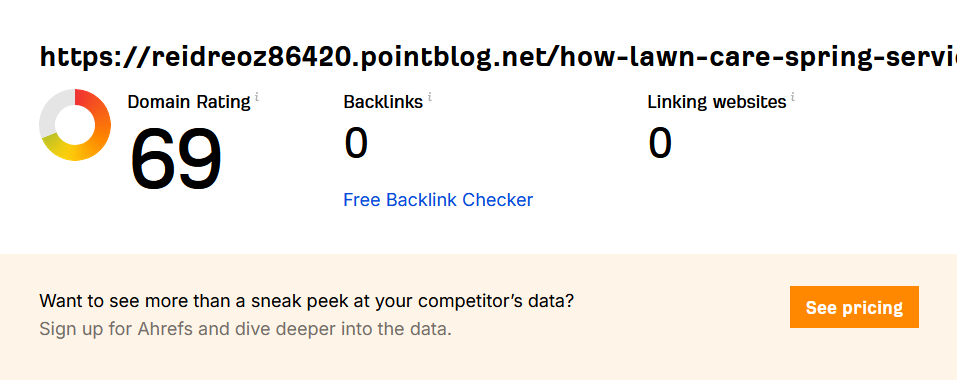 https://reidreoz86420.pointblog.net/how-lawn-care-spring-servi
Domain Rating i
Backlinks i
Linking websites i
69
0
0
Free Backlink Checker
Want to see more than a sneak peek at your competitor’s data?
Sign up for Ahrefs and dive deeper into the data.
See pricing